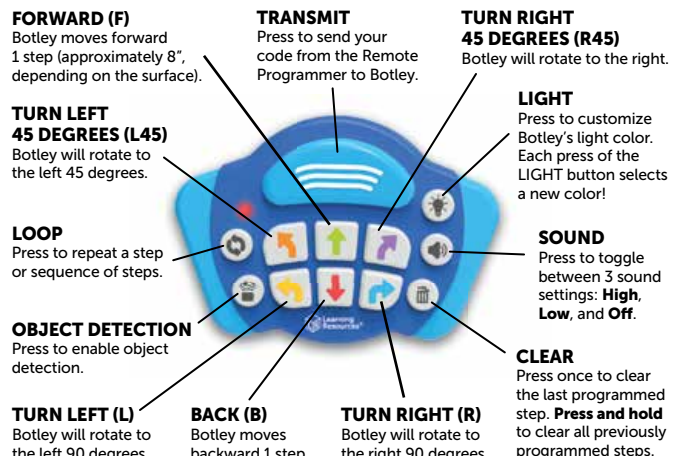 FORWARD (F)
Botley moves forward
1 step (approximately 8”,
depending on the surface).
TRANSMIT
Press to send your
code from the Remote
Programmer to Botley.
TURN RIGHT
45 DEGREES (R45)
Botley will rotate to the right.
LIGHT
Press to customize
Botley’s light color.
Each press of the
LIGHT button selects
a new color!
TURN LEFT
45 DEGREES (L45)
Botley will rotate to
the left 45 degrees.
LOOP
Press to repeat a step
or sequence of steps.
SOUND
Press to toggle
between 3 sound
settings: High,
Low, and Off.
OBJECT DETECTION
Press to enable object
detection.
Learning
Resources®
CLEAR
Press once to clear
the last programmed
step. Press and hold
to clear all previously
programmed steps.
TURN LEFT (L)
Botley will rotate to
the left 90 degrees
BACK (B)
Botley moves
backward 1 step
TURN RIGHT (R)
Botley will rotate to
the right 90 degrees